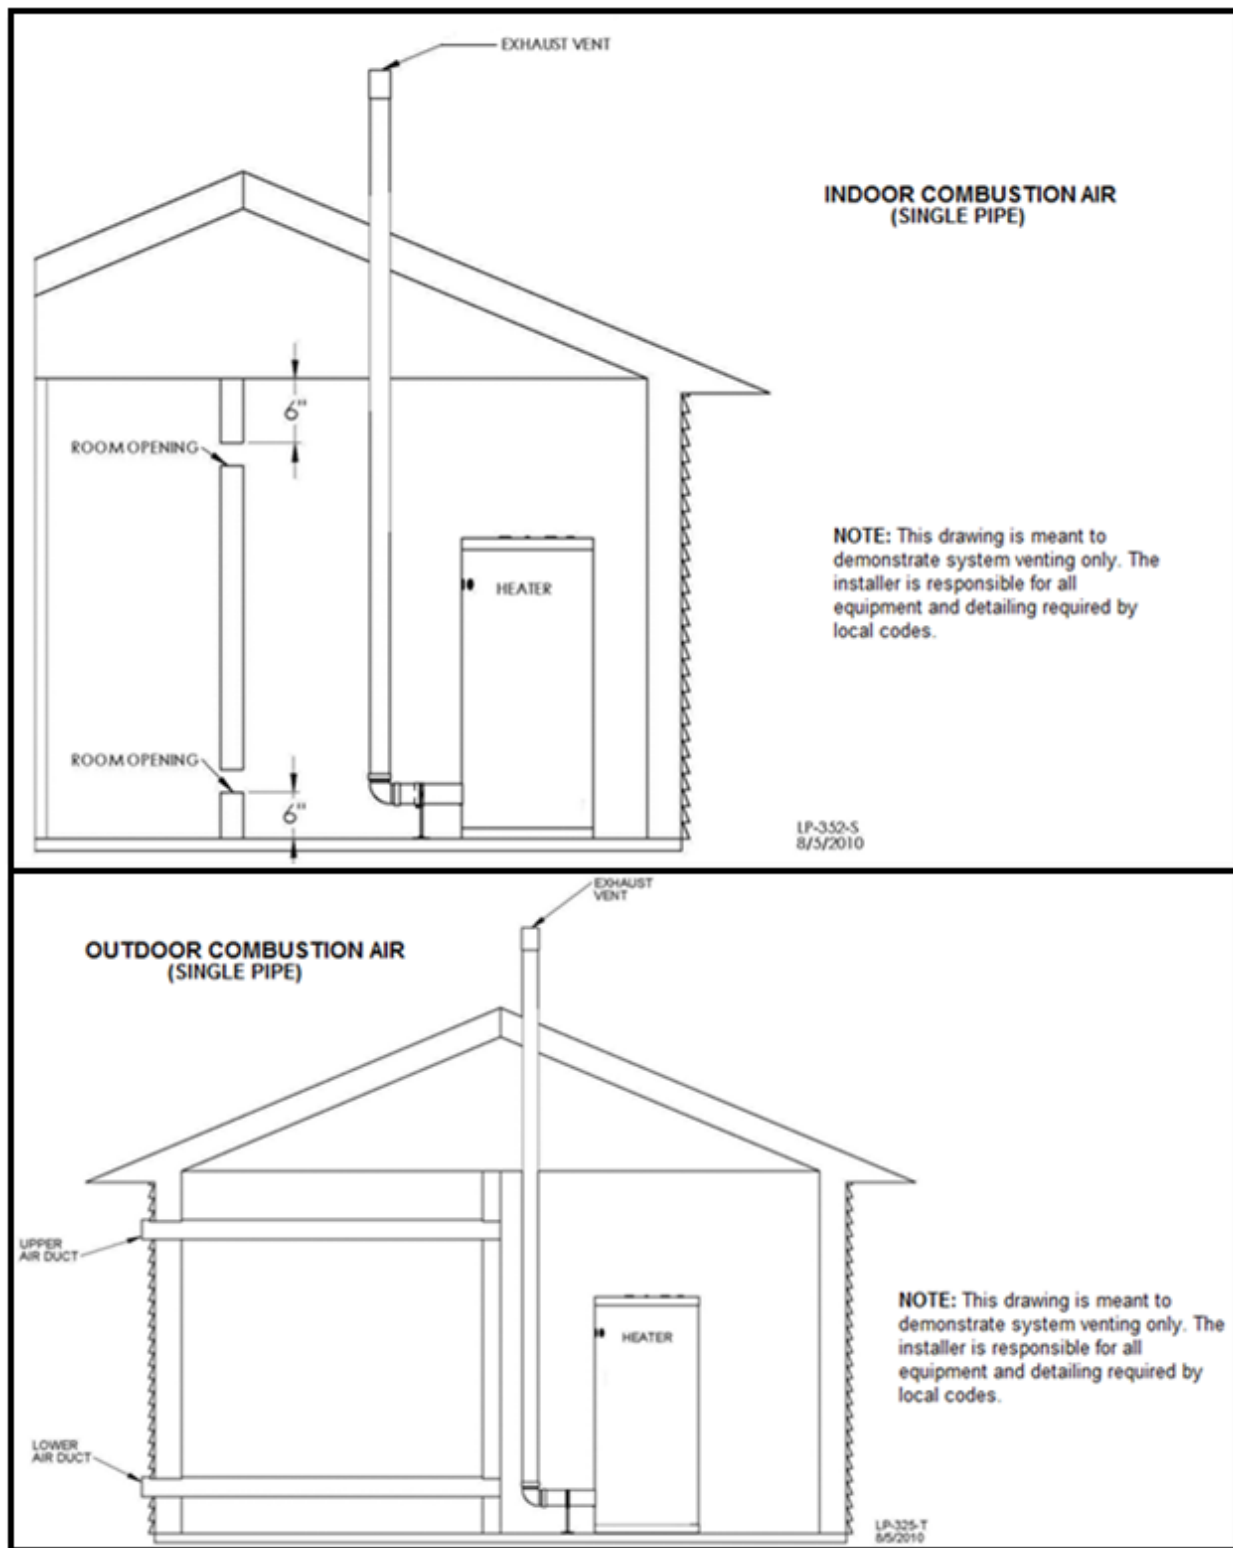 EXHAUST VENT
INDOOR COMBUSTION AIR
(SINGLE PIPE)
6"
ROOM OPENING
NOTE: This drawing is meant to
demonstrate system venting only. The
installer is responsible for all
equipment and detailing required by
local codes.
HEATER
ROOM OPENING
6"
LP-352-S
8/5/2010
EXHAUST
VENT
OUTDOOR COMBUSTION AIR
(SINGLE PIPE)
UPPER
AIR DUCT
NOTE: This drawing is meant to
demonstrate system venting only. The
installer is responsible for all
equipment and detailing required by
local codes.
HEATER
LOWER
AIR DUCT
LP-325-T
8/5/2010